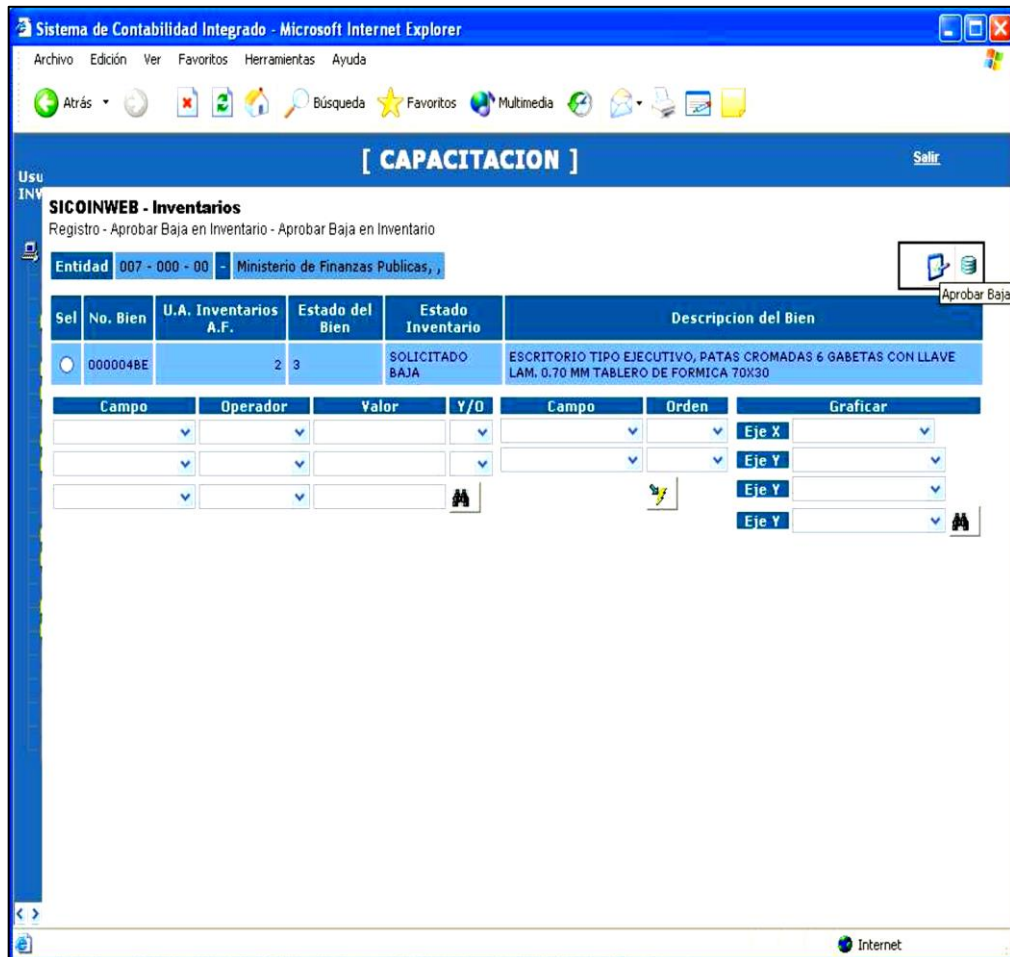 Sistema de Contabilidad Integrado - Microsoft Internet Explorer
Archivo Edición Ver Favoritos Herramientas Ayuda
Atrás Búsqueda Favoritos Multimedia
[ CAPACITACION ] Salir
Usu
INV
SICOINWEB - Inventarios
Registro - Aprobar Baja en Inventario - Aprobar Baja en Inventario
Entidad 007 - 000 - 00 - Ministerio de Finanzas Publicas, ,
Aprobar Baja
Sel No. Bien U.A. Inventarios A.F. Estado del Bien Estado Inventario Descripcion del Bien
000004BE 2 3 SOLICITADO BAJA ESCRITORIO TIPO EJECUTIVO, PATAS CROMADAS 6 GABETAS CON LLAVE
LAM. 0.70 MM TABLERO DE FORMICA 70X30
Campo Operador Valor Y/O Campo Orden Graficar
Eje X
Eje Y
Eje Y
Eje Y
Internet